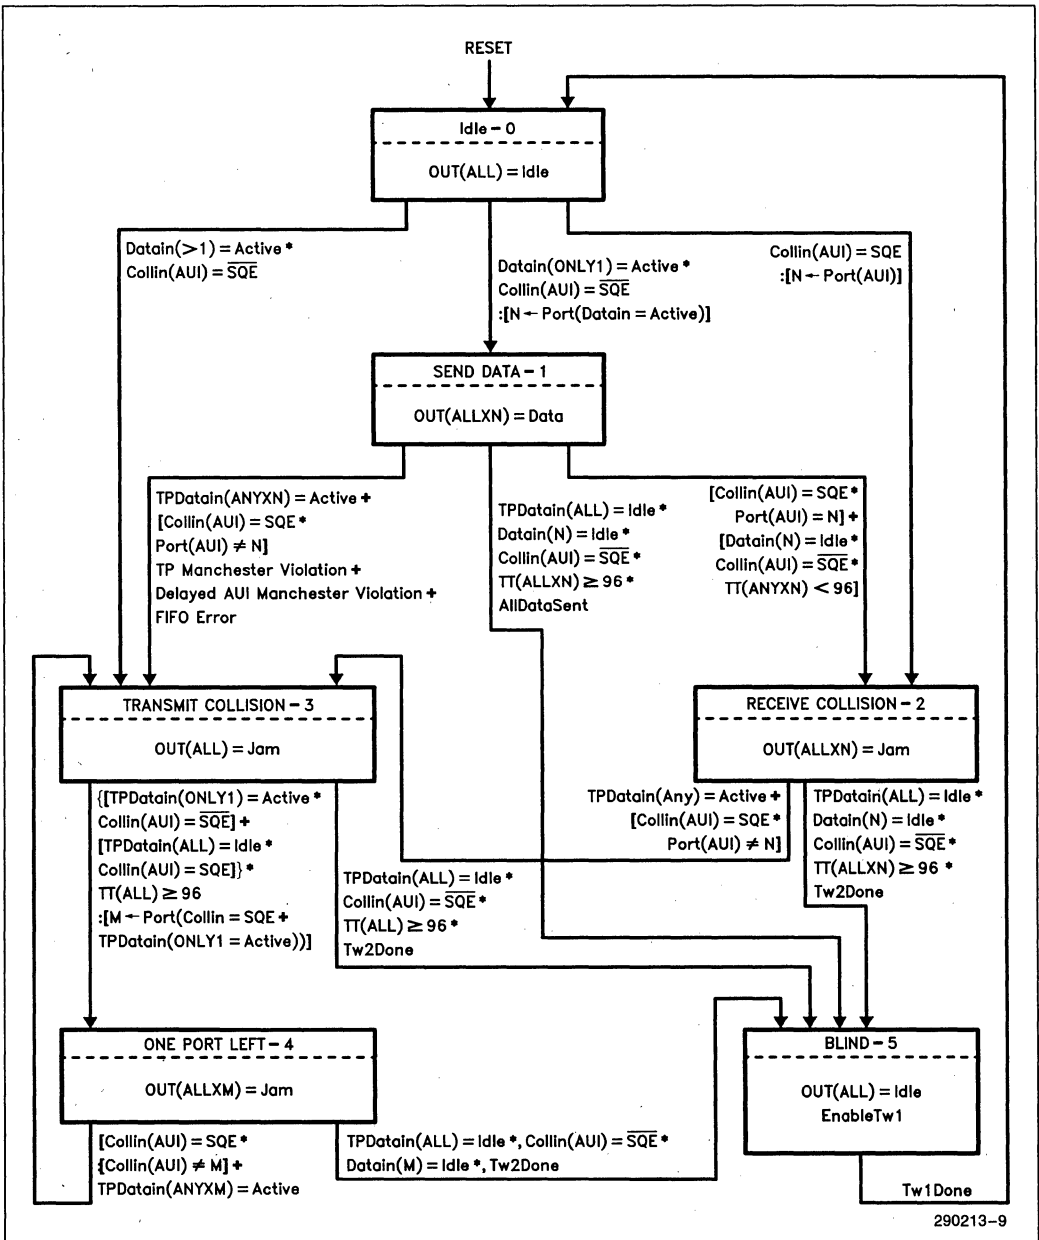 RESET
Idle – 0
OUT(ALL) = Idle
Datain(>1) = Active *
Collin(AUI) = S̅Q̅E̅
Datain(ONLY1) = Active *
Collin(AUI) = S̅Q̅E̅
:[N ← Port(Datain = Active)]
Collin(AUI) = SQE
:[N ← Port(AUI)]
SEND DATA – 1
OUT(ALLXN) = Data
TPDatain(ANYXN) = Active +
[Collin(AUI) = SQE *
Port(AUI) ≠ N]
TP Manchester Violation +
Delayed AUI Manchester Violation +
FIFO Error
TPDatain(ALL) = Idle *
Datain(N) = Idle *
Collin(AUI) = S̅Q̅E̅ *
TT(ALLXN) ≥ 96 *
AllDataSent
[Collin(AUI) = SQE *
Port(AUI) = N] +
[Datain(N) = Idle *
Collin(AUI) = S̅Q̅E̅ *
TT(ANYXN) < 96]
TRANSMIT COLLISION – 3
OUT(ALL) = Jam
RECEIVE COLLISION – 2
OUT(ALLXN) = Jam
{[TPDatain(ONLY1) = Active *
Collin(AUI) = S̅Q̅E̅] +
[TPDatain(ALL) = Idle *
Collin(AUI) = SQE]} *
TT(ALL) ≥ 96
:[M ← Port(Collin = SQE +
TPDatain(ONLY1 = Active))]
TPDatain(ALL) = Idle *
Collin(AUI) = S̅Q̅E̅ *
TT(ALL) ≥ 96 *
Tw2Done
TPDatain(Any) = Active +
[Collin(AUI) = SQE *
Port(AUI) ≠ N]
TPDatain(ALL) = Idle *
Datain(N) = Idle *
Collin(AUI) = S̅Q̅E̅ *
TT(ALLXN) ≥ 96 *
Tw2Done
ONE PORT LEFT – 4
OUT(ALLXM) = Jam
BLIND – 5
OUT(ALL) = Idle
EnableTw1
[Collin(AUI) = SQE *
{Collin(AUI) ≠ M] +
TPDatain(ANYXM) = Active
TPDatain(ALL) = Idle *, Collin(AUI) = S̅Q̅E̅ *
Datain(M) = Idle *, Tw2Done
Tw1Done
290213–9